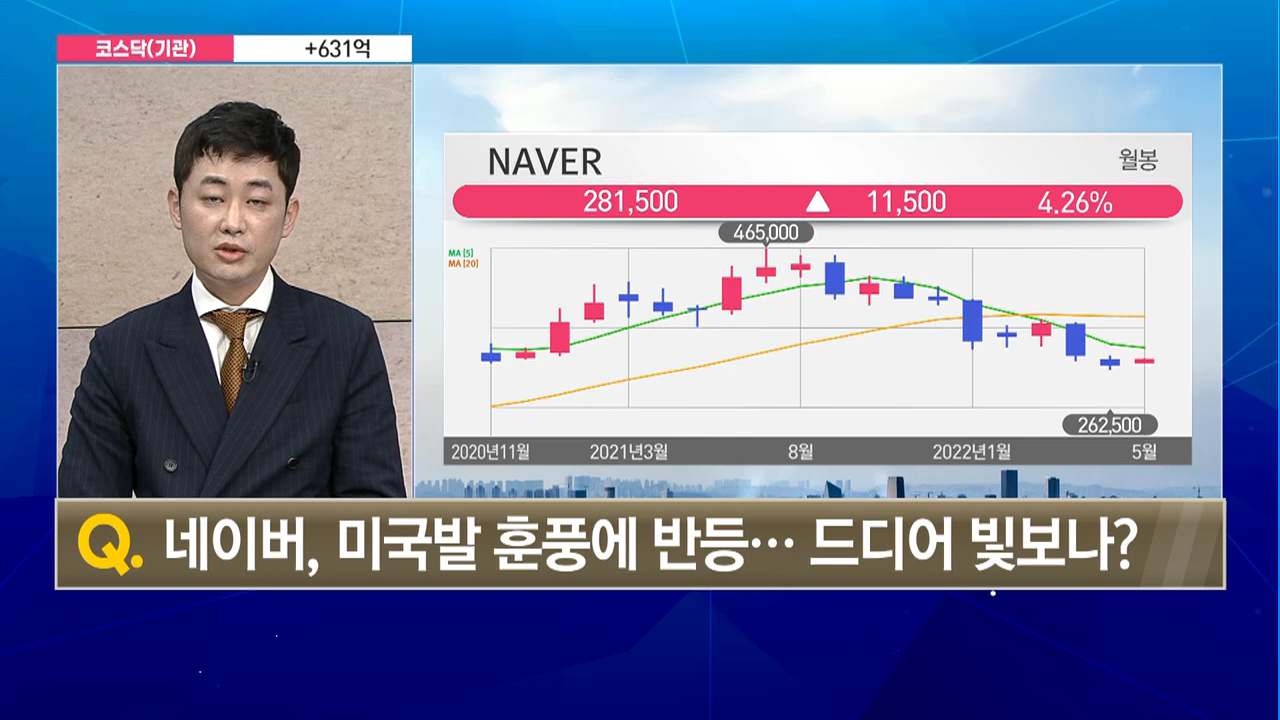 코스닥(기관) +631억
NAVER 월봉
281,500 ▲ 11,500 4.26%
465,000
MA [5]
MA [20]
262,500
2020년11월 2021년3월 8월 2022년1월 5월
Q. 네이버, 미국발 훈풍에 반등… 드디어 빛보나?